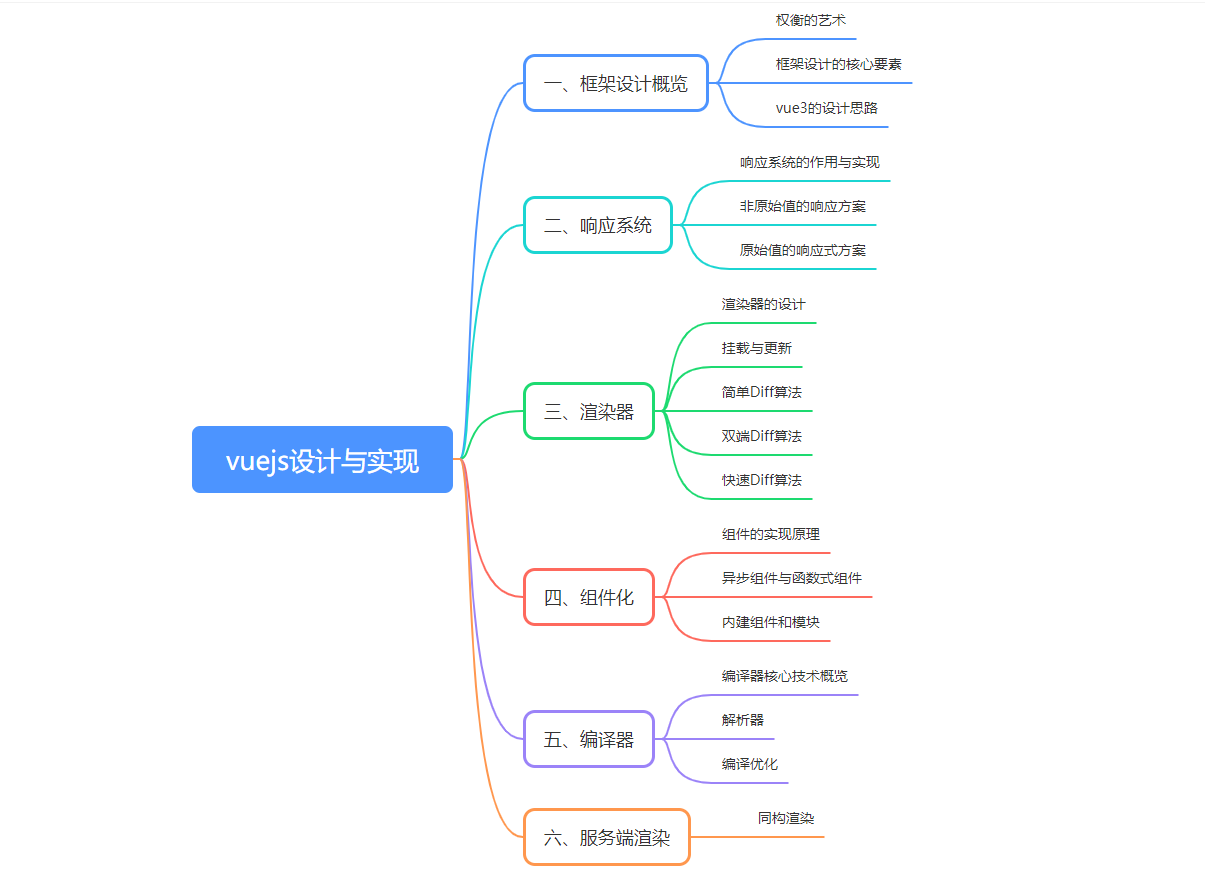 vuejs设计与实现
一、框架设计概览
权衡的艺术
框架设计的核心要素
vue3的设计思路
二、响应系统
响应系统的作用与实现
非原始值的响应方案
原始值的响应式方案
三、渲染器
渲染器的设计
挂载与更新
简单Diff算法
双端Diff算法
快速Diff算法
四、组件化
组件的实现原理
异步组件与函数式组件
内建组件和模块
五、编译器
编译器核心技术概览
解析器
编译优化
六、服务端渲染
同构渲染